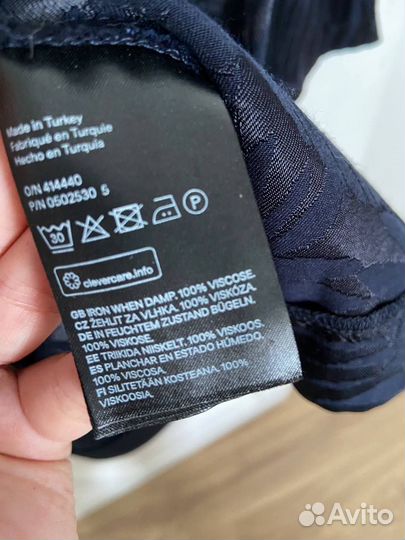 Made in Turkey
Fabriqué en Turquie
Hecho en Turquia
O/N 414440
P/N 0502530 5
30
P
clevercare.info
GB IRON WHEN DAMP. 100% VISCOSE
CZ ŽEHLIT ZA VLHKA. 100% VISKÓZA
DE IN FEUCHTEM ZUSTAND BÜGELN.
100% VISKOSE.
EE TRIIKIDA NISKELT. 100% VISKOOS
ES PLANCHAR EN ESTADO HÚMEDO.
100% VISCOSA
FI SILITETÄÄN KOSTEANA. 100%
VISKOOSIA.
Avito